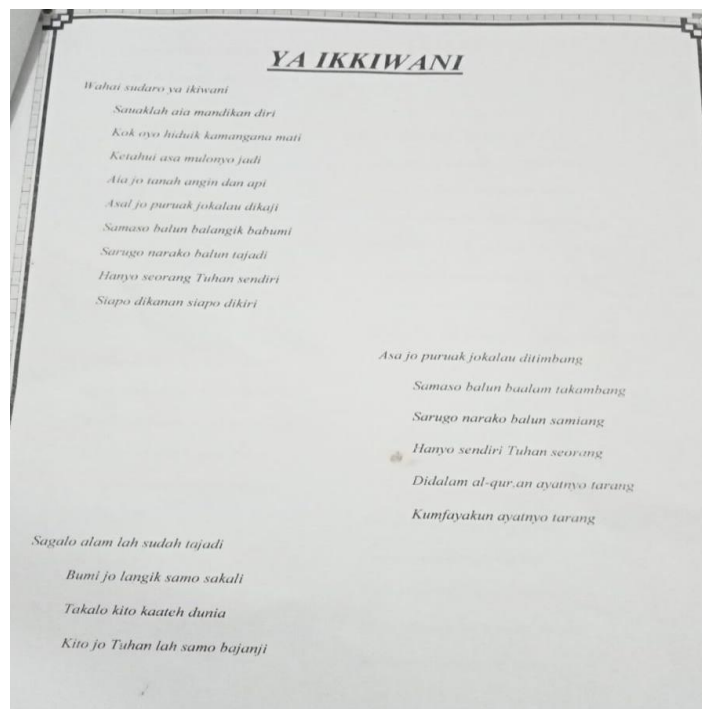 YA IKKIWANI
Wahai sudaro ya ikiwani
Sauaklah aia mandikan diri
Kok oyo hiduik kamangana mati
Ketahui asa mulonyo jadi
Aia jo tanah angin dan api
Asal jo puruak jokalau dikaji
Samaso balun balangik babumi
Sarugo narako balun tajadi
Hanyo seorang Tuhan sendiri
Siapo dikanan siapo dikiri
Asa jo puruak jokalau ditimbang
Samaso balun baalam takambang
Sarugo narako balun samiang
Hanyo sendiri Tuhan seorang
Didalam al-qur.an ayatnyo tarang
Kumfayakun ayatnyo tarang
Sagalo alam lah sudah tajadi
Bumi jo langik samo sakali
Takalo kito kaateh dunia
Kito jo Tuhan lah samo bajanji